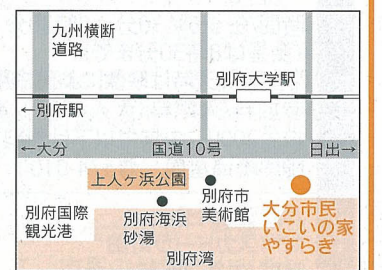 九州横断
道路
別府大学駅
←別府駅
←大分
国道10号
日出→
上人ヶ浜公園
別府国際
観光港
別府海浜
砂湯
別府市
美術館
大分市民
いこいの家
やすらぎ
別府湾